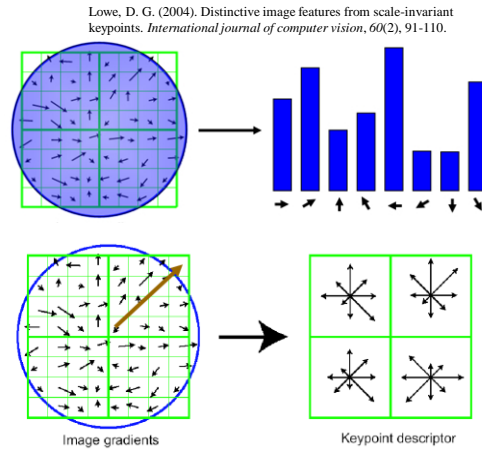 Lowe, D. G. (2004). Distinctive image features from scale-invariant
keypoints. International journal of computer vision, 60(2), 91-110.
Image gradients
Keypoint descriptor